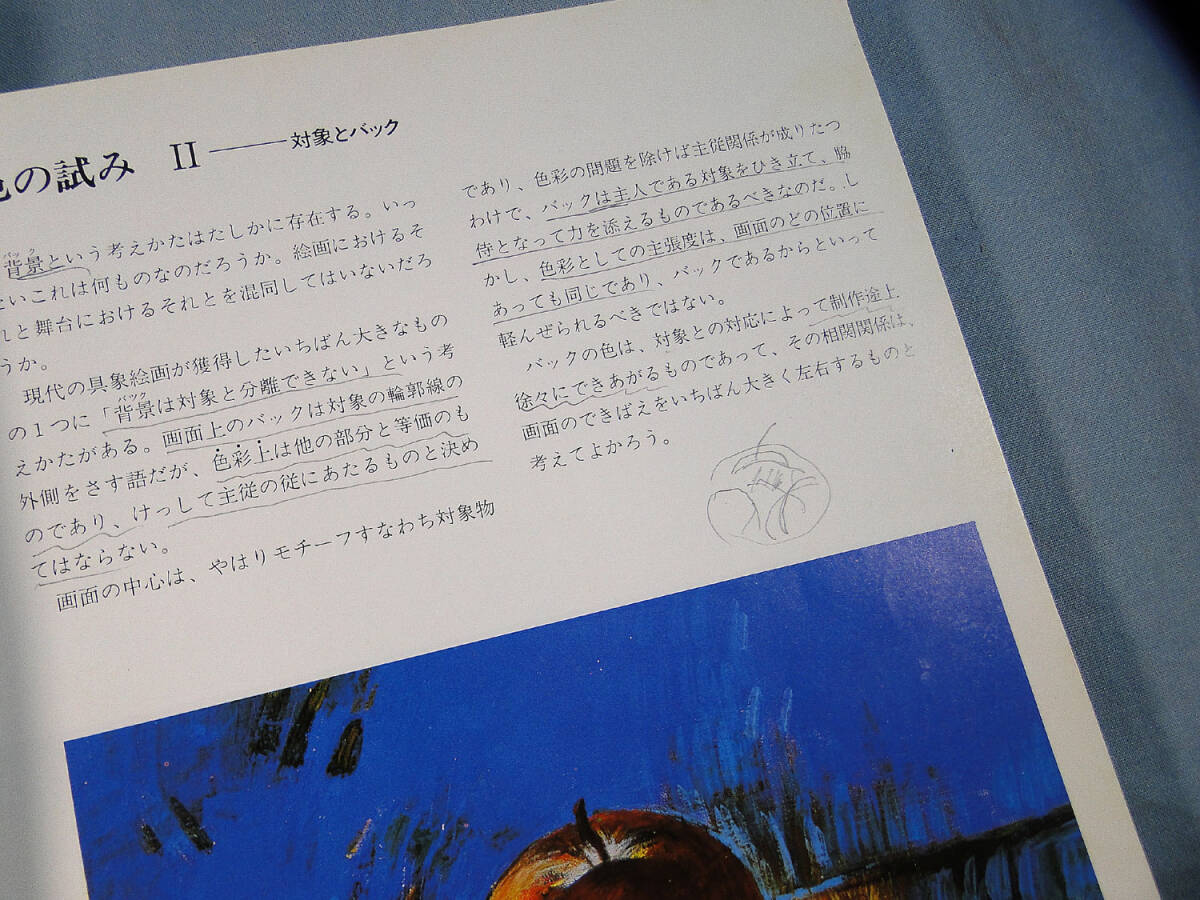 色の試み II ── 対象とバック
背景という考えかたはたしかに存在する。いっ
たいこれは何ものなのだろうか。絵画におけるそ
れと舞台におけるそれとを混同してはいないだろ
うか。
現代の具象絵画が獲得したいちばん大きなもの
の1つに「背景は対象と分離できない」という考
えかたがある。画面上のバックは対象の輪郭線の
外側をさす語だが、色彩上は他の部分と等価のも
のであり、けっして主従の従にあたるものと決め
てはならない。
画面の中心は、やはりモチーフすなわち対象物
であり、色彩の問題を除けば主従関係が成りたつ
わけで、バックは主人である対象をひき立て、脇
侍となって力を添えるものであるべきなのだ。し
かし、色彩としての主張度は、画面のどの位置に
あっても同じであり、バックであるからといって
軽んぜられるべきではない。
バックの色は、対象との対応によって制作途上
徐々にできあがるものであって、その相関関係は、
画面のできばえをいちばん大きく左右するものと
考えてよかろう。